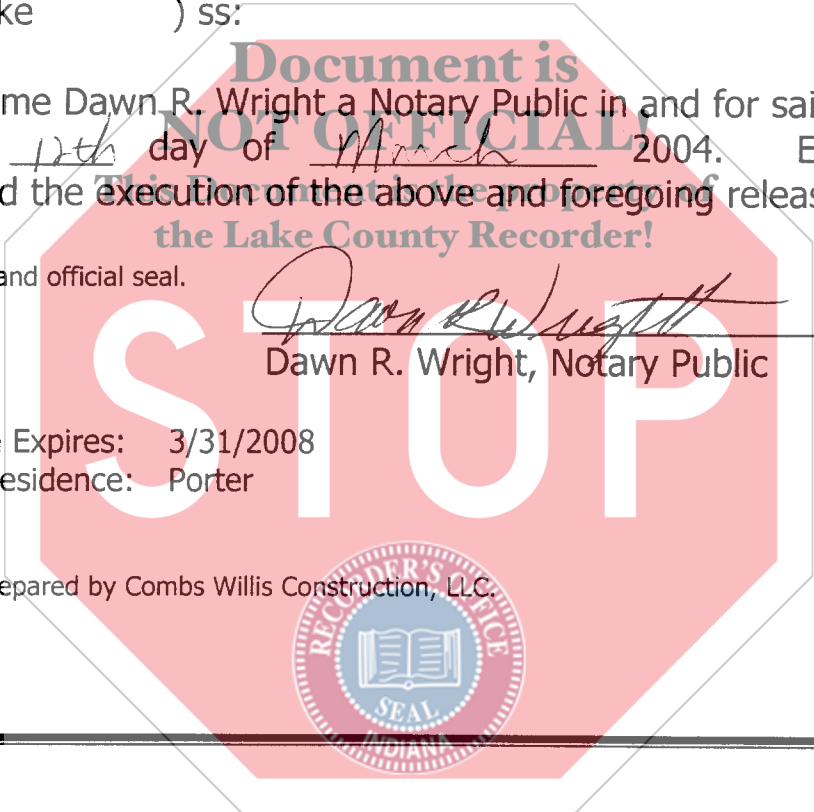 ke ) ss:
Document is
me Dawn R. Wright a Notary Public in and for sai
NOT OFFICIAL!
12th day of March 2004. E
This Document is the property of
d the execution of the above and foregoing releas
the Lake County Recorder!
and official seal.
Dawn R Wright
Dawn R. Wright, Notary Public
STOP
Expires: 3/31/2008
esidence: Porter
epared by Combs Willis Construction, LLC.
RECORDER'S OFFICE
SEAL
INDIANA